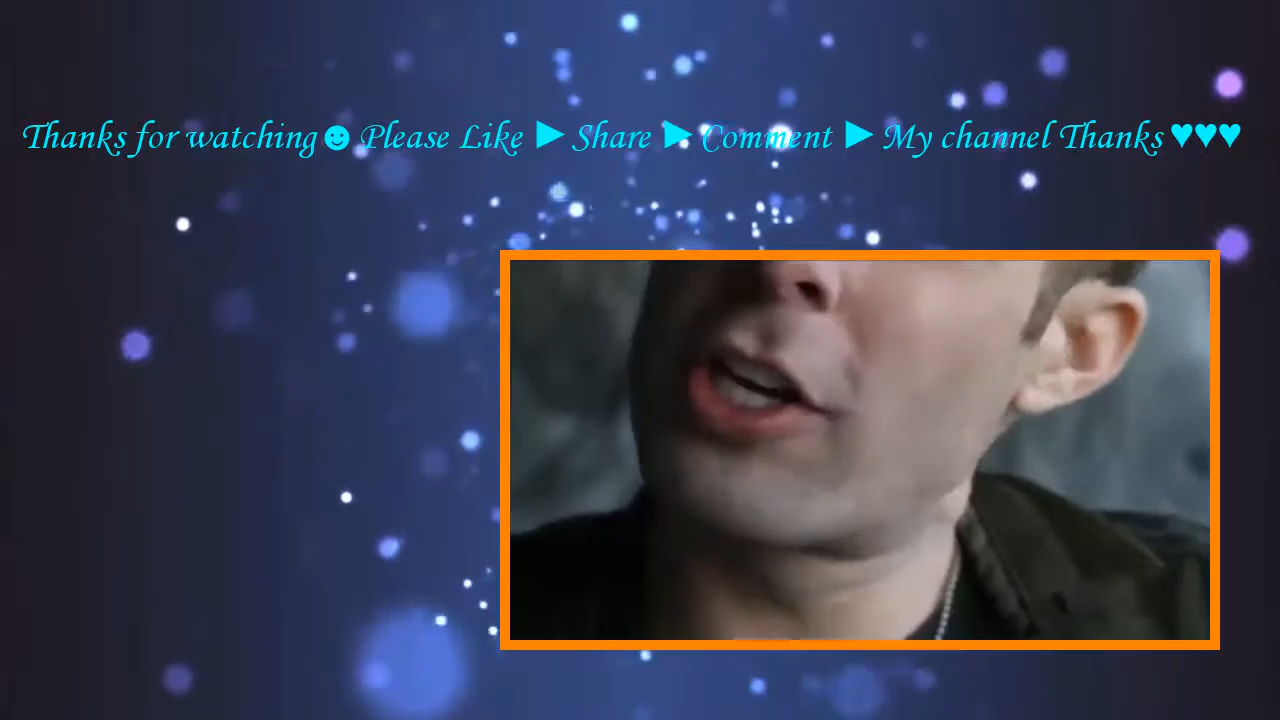 Thanks for watching☻Please Like ► Share ► Comment ► My channel Thanks ♥♥♥